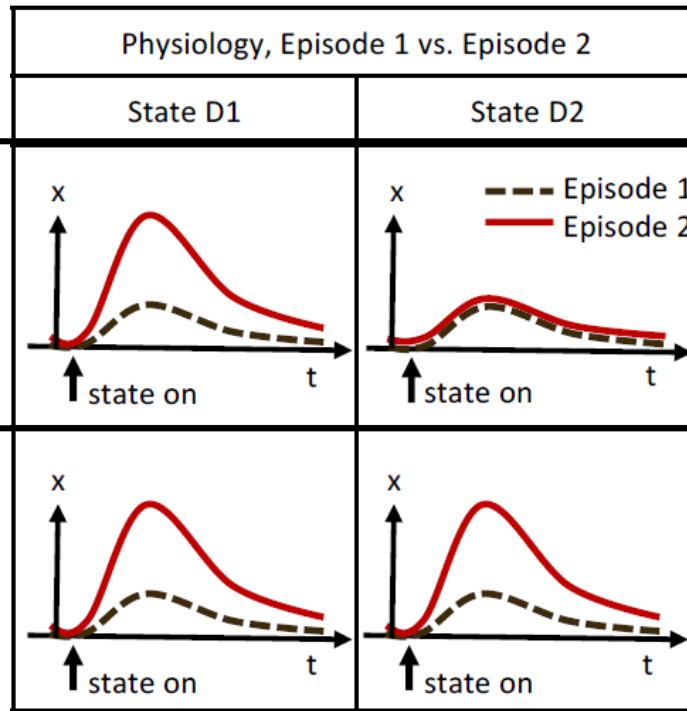 Physiology, Episode 1 vs. Episode 2
State D1
State D2
x
t
state on
x
Episode 1
Episode 2
t
state on
x
t
state on
x
t
state on